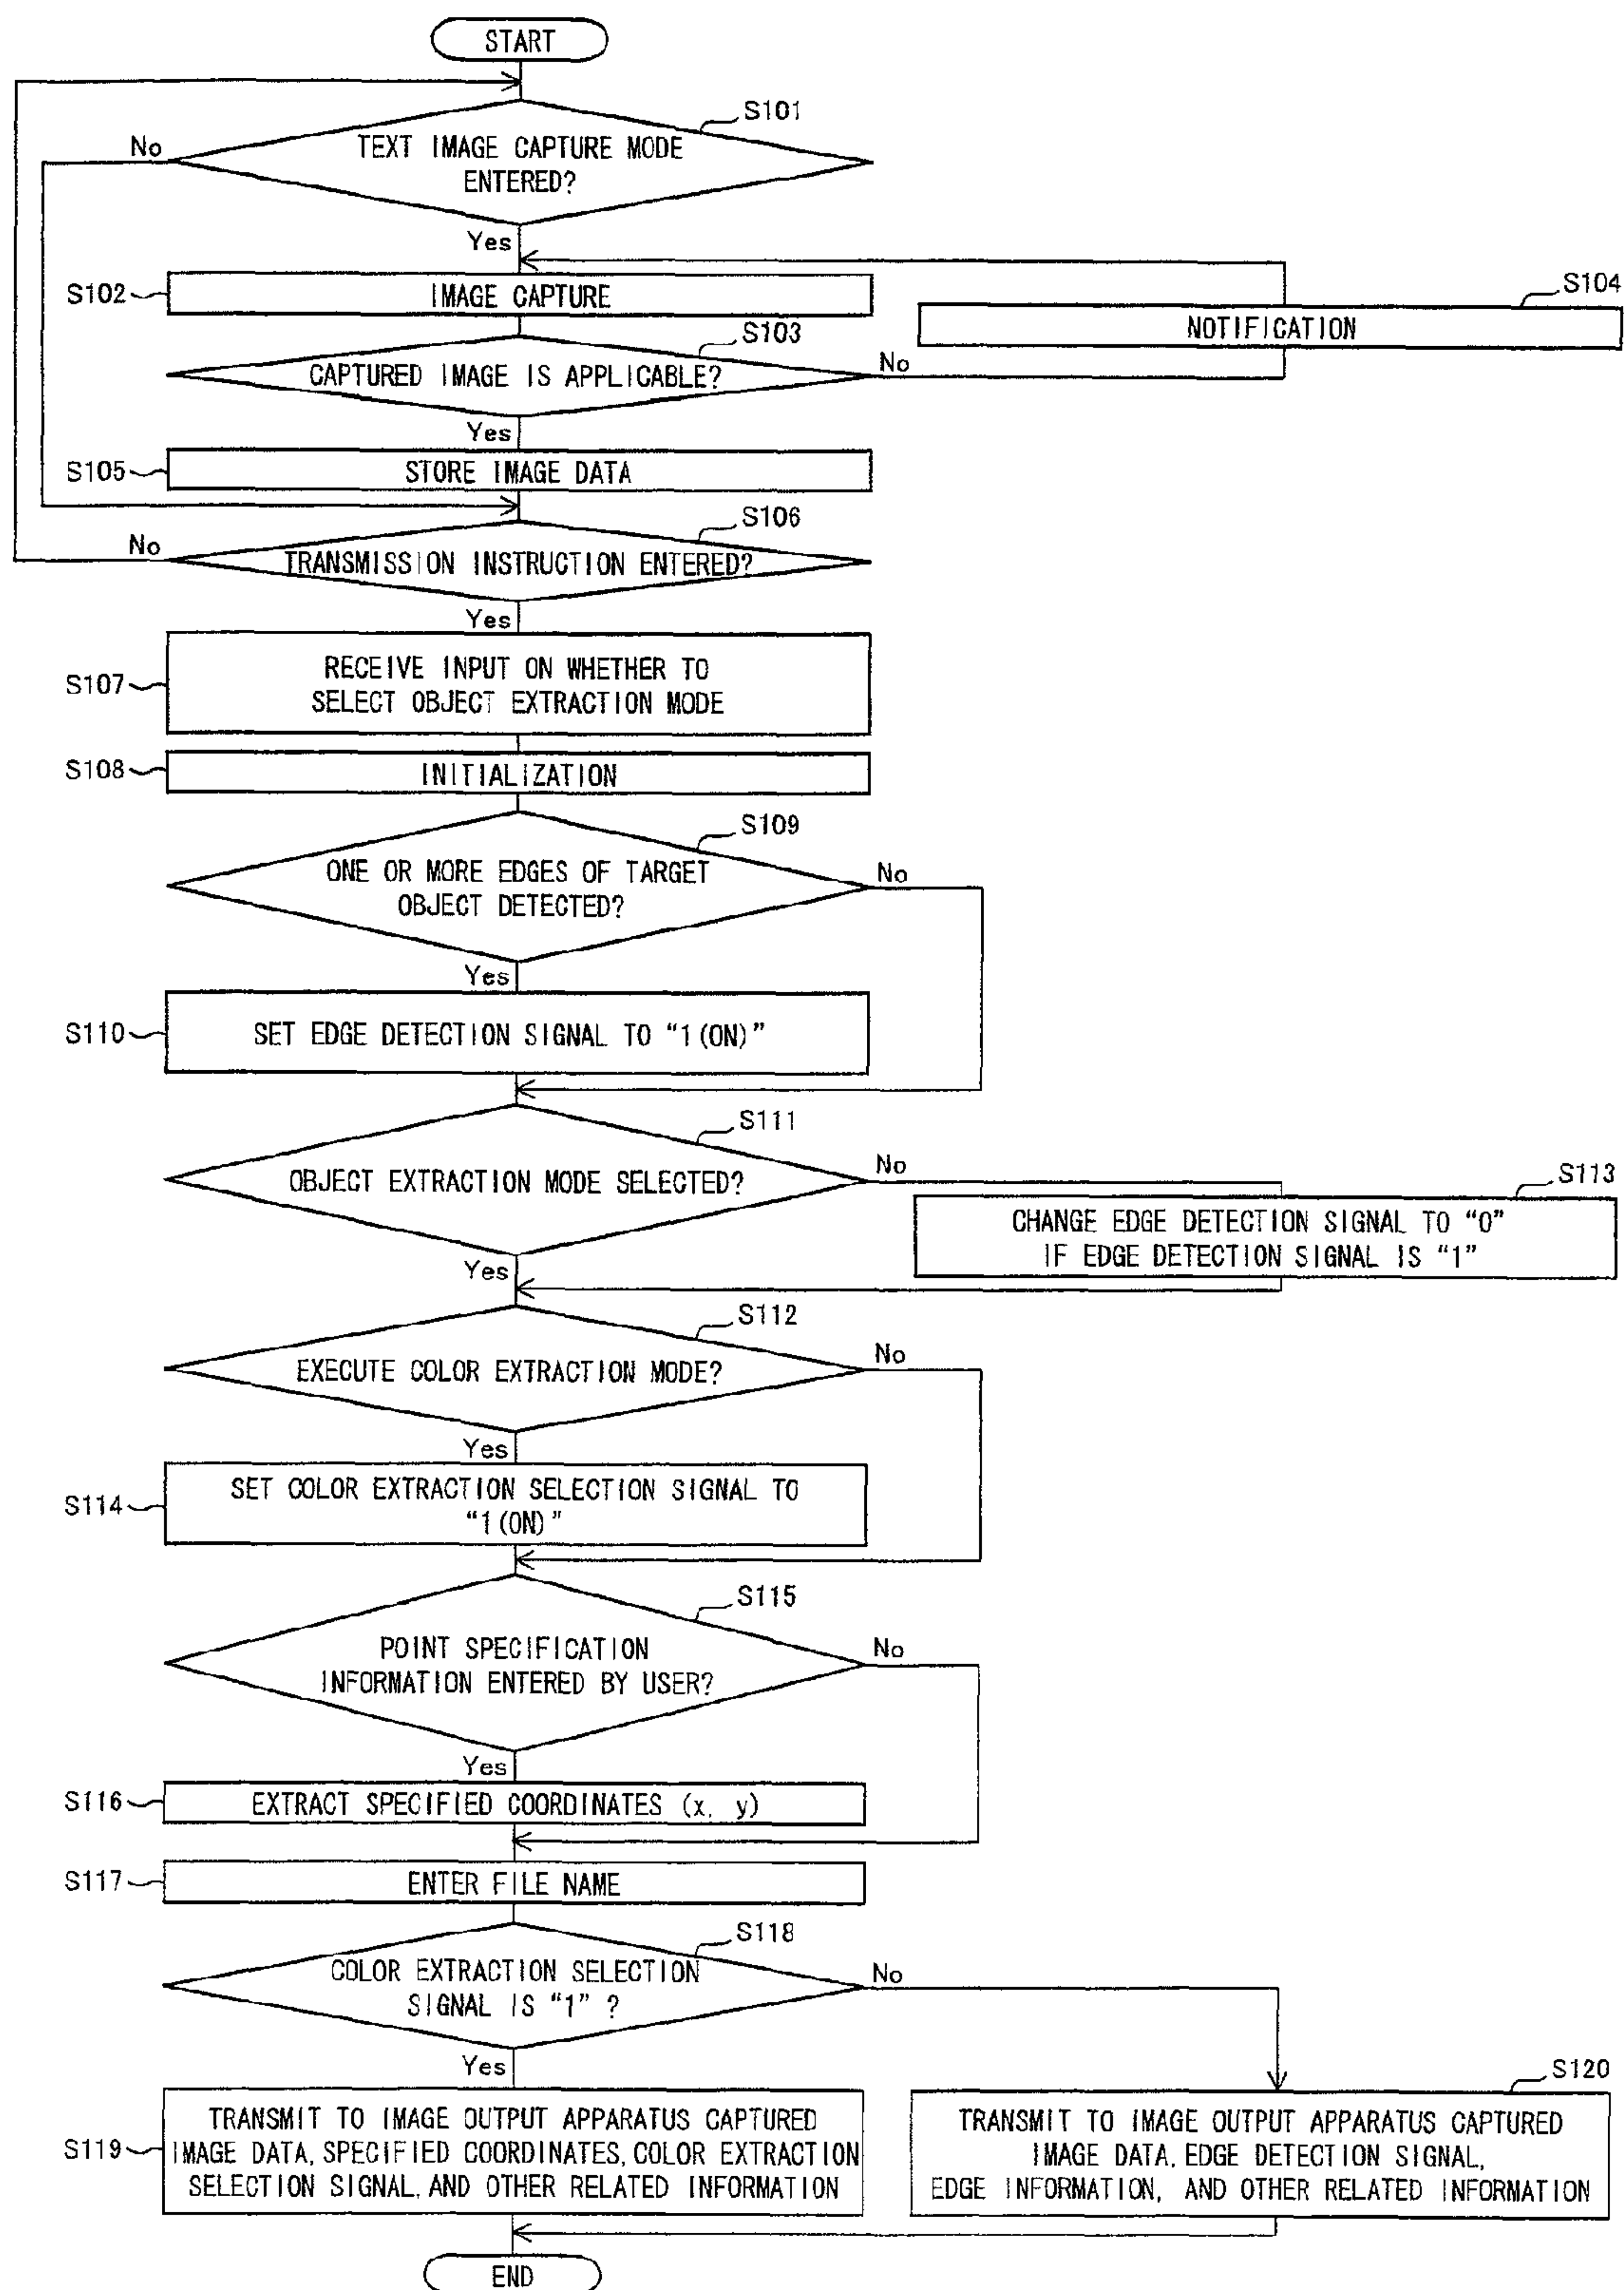 START
S101
No
TEXT IMAGE CAPTURE MODE
ENTERED?
Yes
S102
IMAGE CAPTURE
S104
NOTIFICATION
S103
CAPTURED IMAGE IS APPLICABLE?
No
Yes
S105
STORE IMAGE DATA
S106
No
TRANSMISSION INSTRUCTION ENTERED?
Yes
S107
RECEIVE INPUT ON WHETHER TO
SELECT OBJECT EXTRACTION MODE
S108
INITIALIZATION
S109
ONE OR MORE EDGES OF TARGET
OBJECT DETECTED?
No
Yes
S110
SET EDGE DETECTION SIGNAL TO “1(ON)”
S111
OBJECT EXTRACTION MODE SELECTED?
No
S113
CHANGE EDGE DETECTION SIGNAL TO “0”
IF EDGE DETECTION SIGNAL IS “1”
Yes
S112
EXECUTE COLOR EXTRACTION MODE?
No
Yes
S114
SET COLOR EXTRACTION SELECTION SIGNAL TO
“1(ON)”
S115
POINT SPECIFICATION
INFORMATION ENTERED BY USER?
No
Yes
S116
EXTRACT SPECIFIED COORDINATES (x, y)
S117
ENTER FILE NAME
S118
COLOR EXTRACTION SELECTION
SIGNAL IS “1” ?
No
Yes
S119
TRANSMIT TO IMAGE OUTPUT APPARATUS CAPTURED
IMAGE DATA, SPECIFIED COORDINATES, COLOR EXTRACTION
SELECTION SIGNAL, AND OTHER RELATED INFORMATION
S120
TRANSMIT TO IMAGE OUTPUT APPARATUS CAPTURED
IMAGE DATA, EDGE DETECTION SIGNAL,
EDGE INFORMATION, AND OTHER RELATED INFORMATION
END